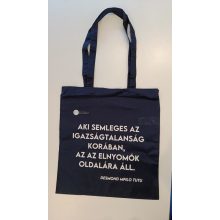 AKI SEMLEGES AZ
IGAZSÁGTALANSÁG
KORÁBAN,
AZ AZ ELNYOMÓK
OLDALÁRA ÁLL.
DESMOND MPILO TUTU